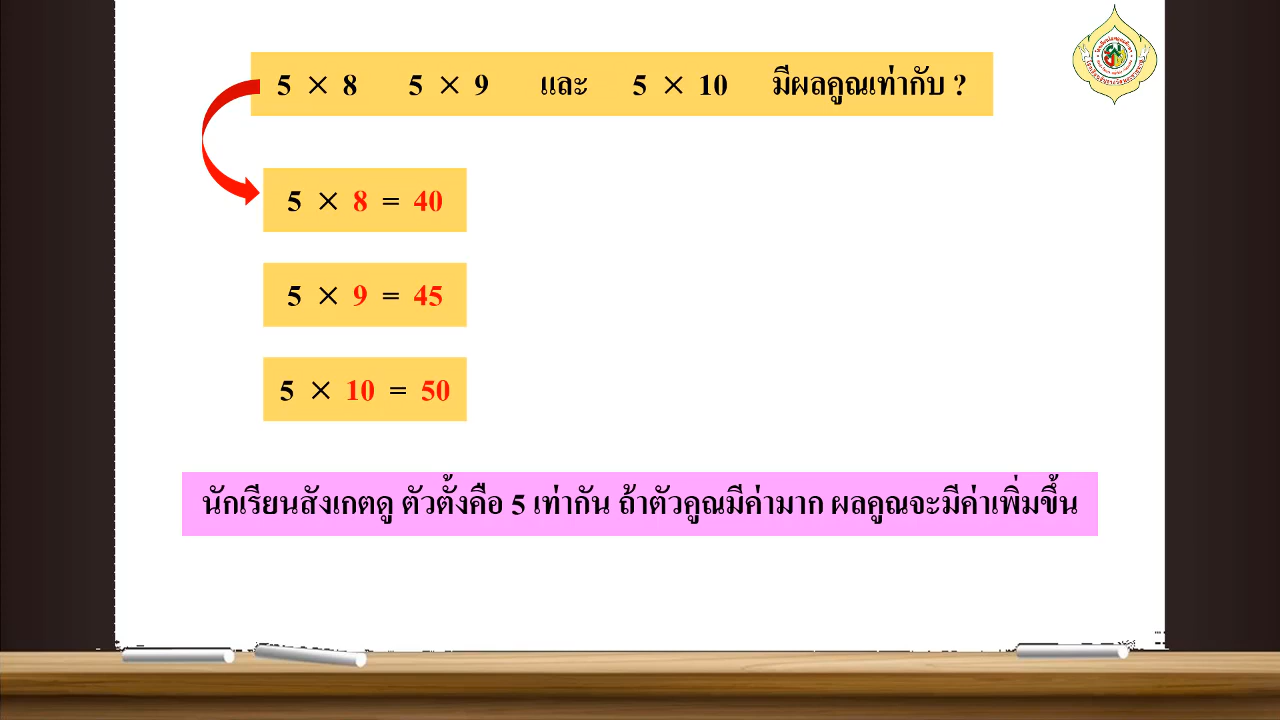 5 × 8 5 × 9 และ 5 × 10 มีผลคูณเท่ากับ ?
5 × 8 = 40
5 × 9 = 45
5 × 10 = 50
นักเรียนสังเกตดู ตัวตั้งคือ 5 เท่ากัน ถ้าตัวคูณมีค่ามาก ผลคูณจะมีค่าเพิ่มขึ้น